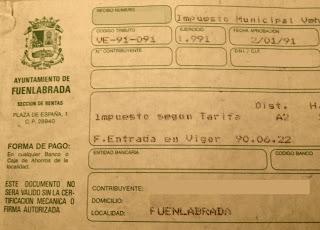 RECIBO NUMERO
Impuesto Municipal
CODIGO TRIBUTO EJERCICIO FECHA APROBACION
VE-91-091 1.991 2/01/91
N.º CONTRIBUYENTE D.N.I./C.I.F.
AYUNTAMIENTO DE
FUENLABRADA
SECCION DE RENTAS
PLAZA DE ESPAÑA, 1
C.P. 28940
Dist. H.
Impuesto segun Tarifa A2
F.Entrada en Vigor 90.06.22
FORMA DE PAGO:
En cualquier Banco o
Caja de Ahorros de la
localidad.
ENTIDAD BANCARIA CODIGO BANCO
ESTE DOCUMENTO NO
SERA VALIDO SIN LA CER-
TIFICACION MECANICA O
FIRMA AUTORIZADA
CONTRIBUYENTE:
DOMICILIO:
LOCALIDAD: FUENLABRADA